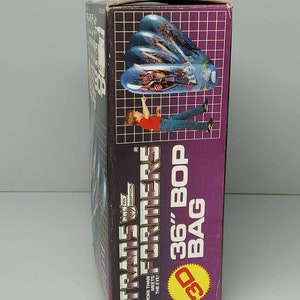 TRANSFORMERS®
MORE THAN
MEETS
THE EYE!
36" BOP
BAG
3D